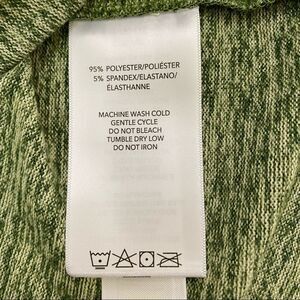 95% POLYESTER/POLIÉSTER
5% SPANDEX/ELASTANO/
ÉLASTHANNE
MACHINE WASH COLD
GENTLE CYCLE
DO NOT BLEACH
TUMBLE DRY LOW
DO NOT IRON